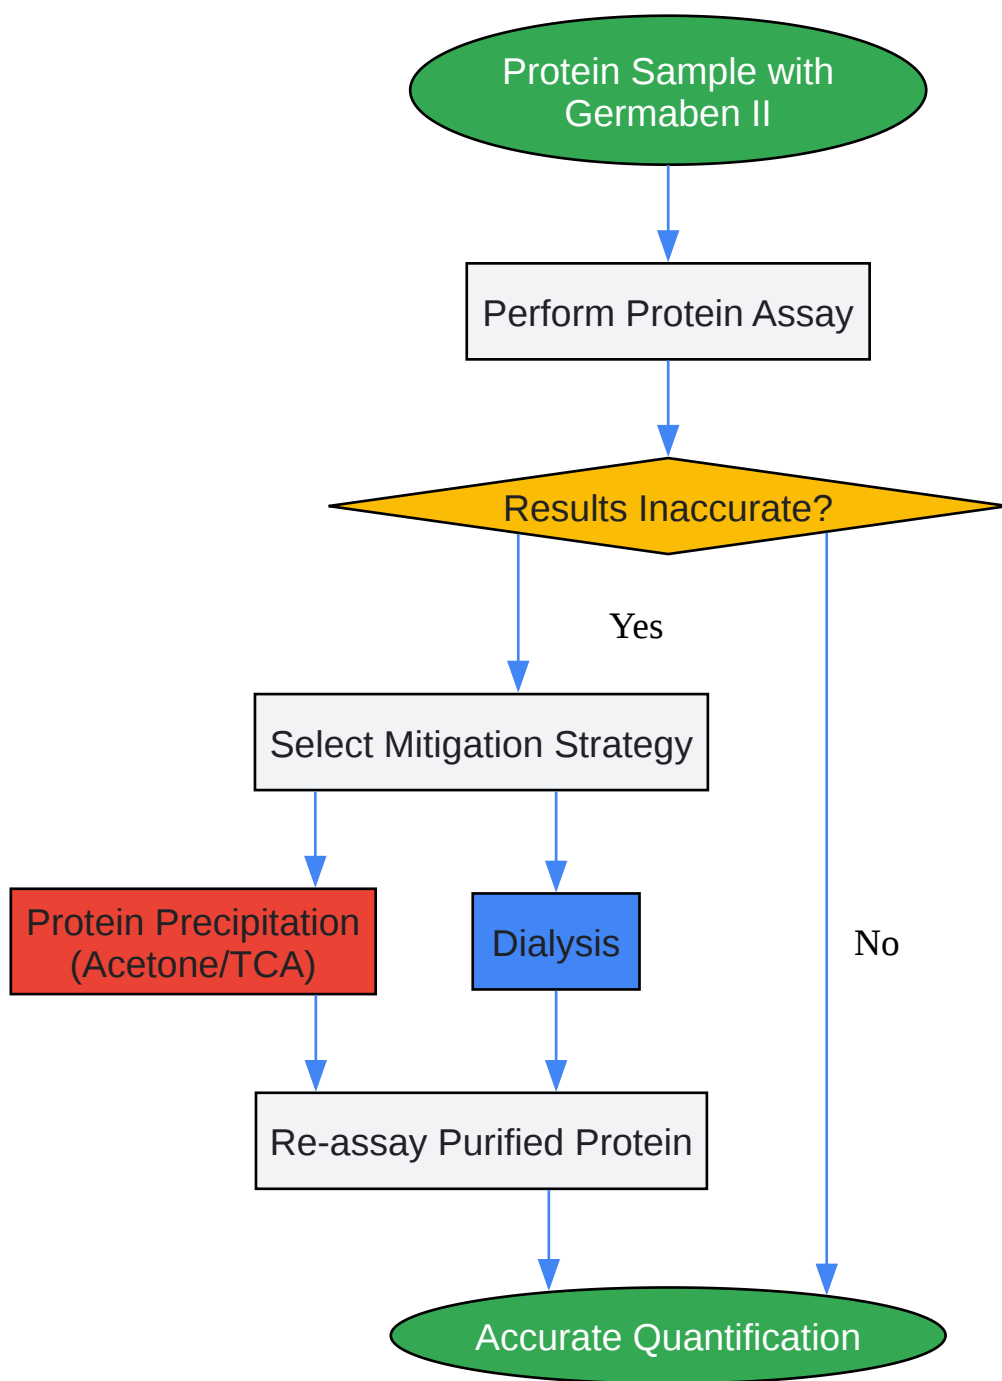 Protein Sample with
Germaben II
Perform Protein Assay
Results Inaccurate?
Yes
Select Mitigation Strategy
Protein Precipitation
(Acetone/TCA)
Dialysis
No
Re-assay Purified Protein
Accurate Quantification